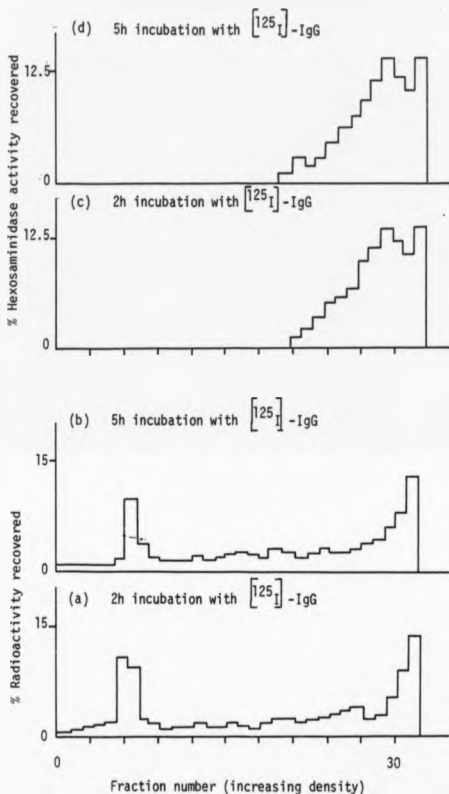 (d) 5h incubation with [125I]-IgG
12.5
0
(c) 2h incubation with [125I]-IgG
12.5
0
% Hexosaminidase activity recovered
(b) 5h incubation with [125I]-IgG
15
0
(a) 2h incubation with [125I]-IgG
15
0
% Radioactivity recovered
0 30
Fraction number (increasing density)